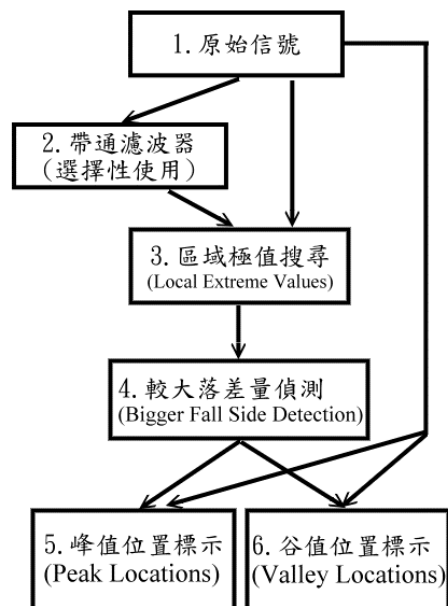 1.原始信號
2.帶通濾波器
(選擇性使用)
3.區域極值搜尋
(Local Extreme Values)
4.較大落差量偵測
(Bigger Fall Side Detection)
5.峰值位置標示
(Peak Locations)
6.谷值位置標示
(Valley Locations)